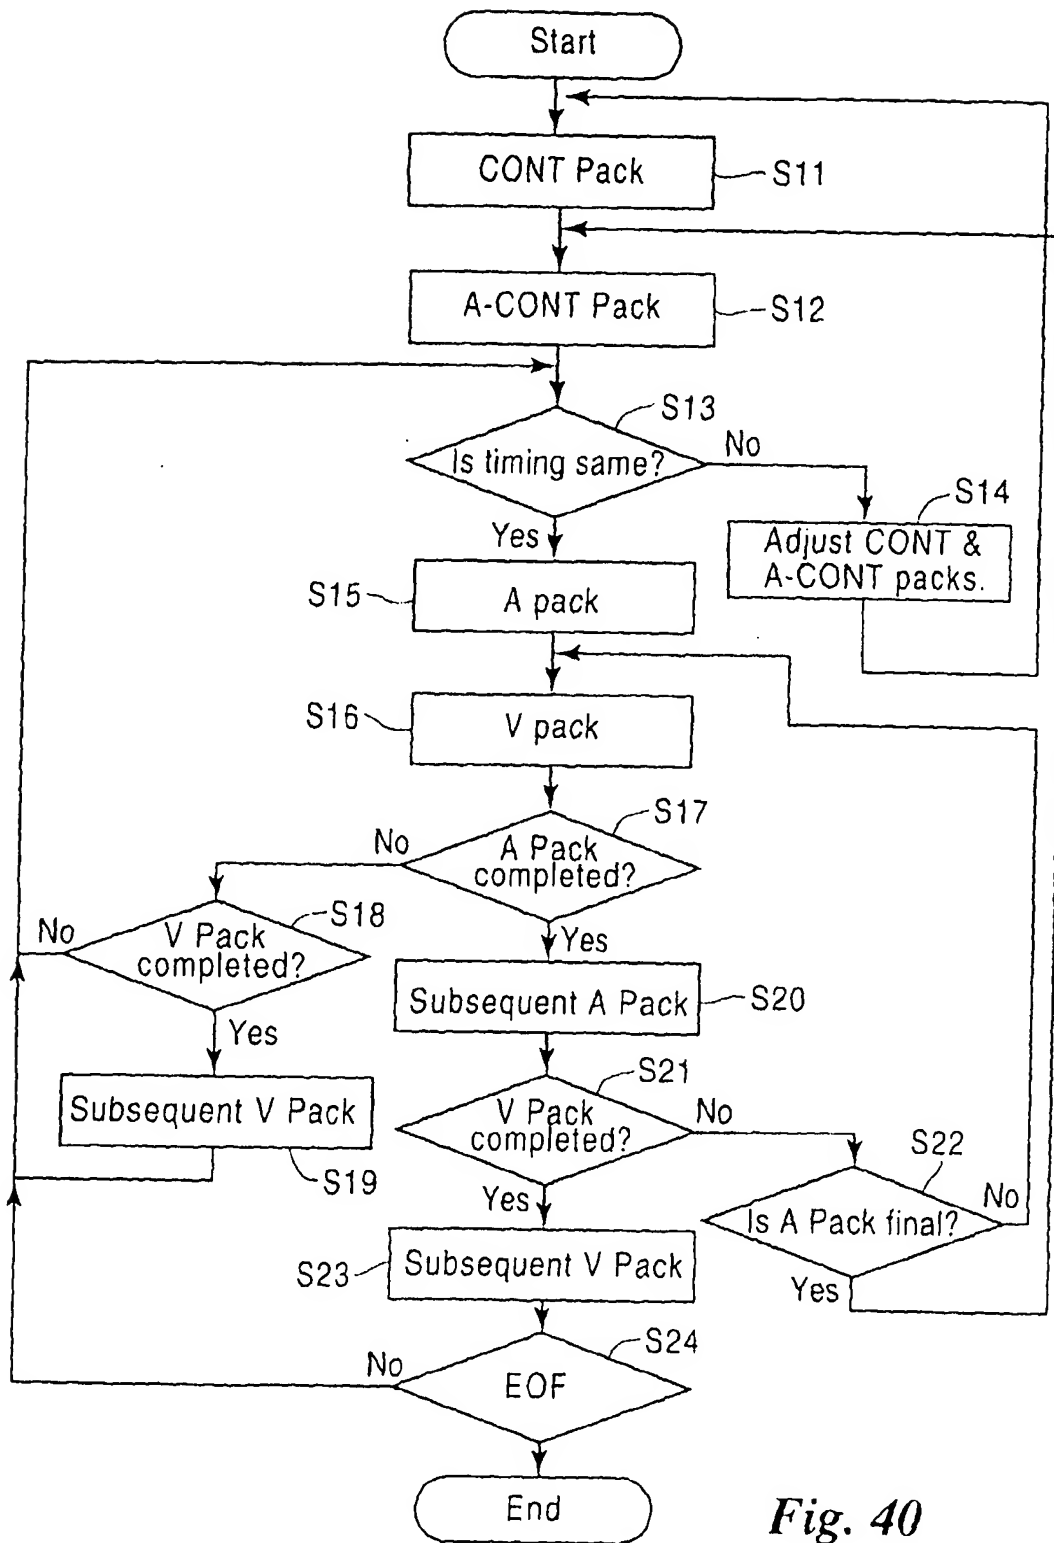 Start
CONT Pack
S11
A-CONT Pack
S12
S13
Is timing same?
No
S14
Adjust CONT &
A-CONT packs.
Yes
S15
A pack
S16
V pack
S17
No
A Pack
completed?
S18
No
V Pack
completed?
Yes
Subsequent A Pack
S20
Yes
S21
Subsequent V Pack
S19
V Pack
completed?
No
S22
Is A Pack final?
No
Yes
Yes
S23
Subsequent V Pack
S24
No
EOF
End
Fig. 40